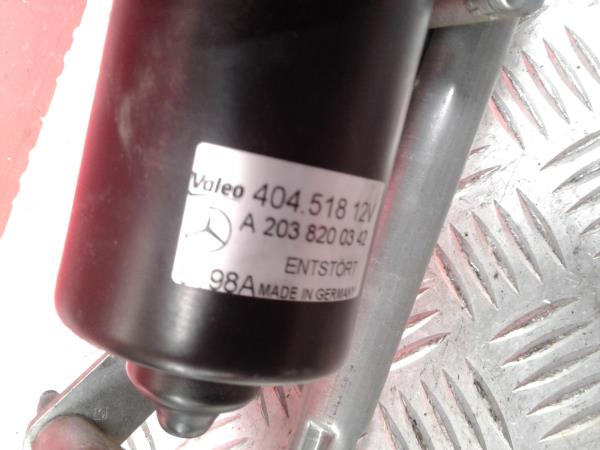 Valeo 404.518 12V
A 203 820 03 42
ENTSTÖRT
98A MADE IN GERMANY